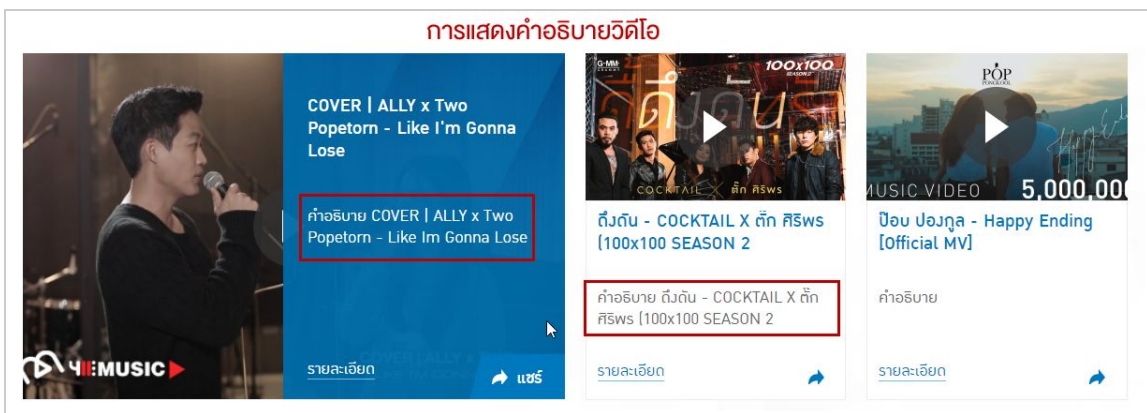 การแสดงคำอธิบายวิดีโอ
COVER | ALLY x Two
Popetorn - Like I'm Gonna
Lose
คำอธิบาย COVER | ALLY x Two
Popetorn - Like Im Gonna Lose
รายละเอียด
แชร์
MUSIC
G-MM
100x100
SEASON 2
ดึงดัน
COCKTAIL X ตั๊ก ศิริพร
ดึงดัน - COCKTAIL X ตั๊ก ศิริพร
(100x100 SEASON 2
คำอธิบาย ดึงดัน - COCKTAIL X ตั๊ก
ศิริพร (100x100 SEASON 2
รายละเอียด
POP
PONGKOOL
Happy End
MUSIC VIDEO 5,000,00
ป๊อบ ปองกูล - Happy Ending
[Official MV]
คำอธิบาย
รายละเอียด